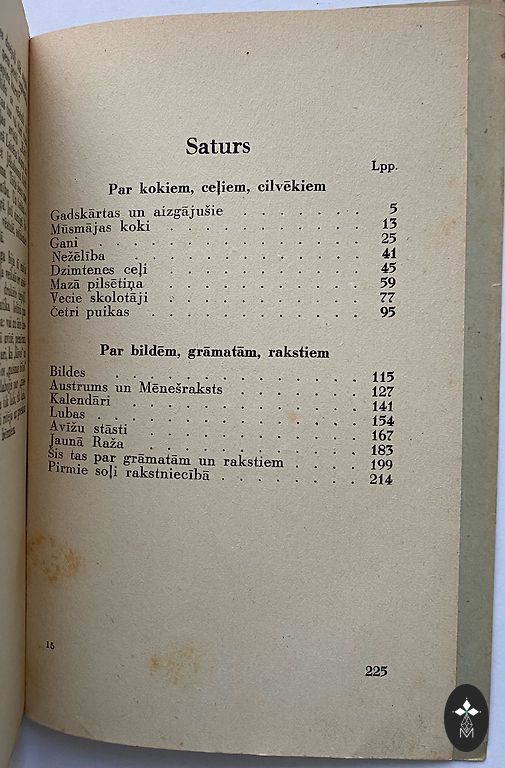 Saturs
Lpp.
Par kokiem, ceļiem, cilvēkiem
Gadskārtas un aizgājušie . . . . . . . . 5
Mūsmājas koki . . . . . . . . . . . 13
Gani . . . . . . . . . . . . . . 25
Nežēlība . . . . . . . . . . . . . 41
Dzimtenes ceļi . . . . . . . . . . . 45
Mazā pilsētiņa . . . . . . . . . . . 59
Vecie skolotāji . . . . . . . . . . . 77
Četri puikas . . . . . . . . . . . . 95
Par bildēm, grāmatām, rakstiem
Bildes . . . . . . . . . . . . . . 115
Austrums un Mēnešraksts . . . . . . . . 127
Kalendāri . . . . . . . . . . . . . 141
Lubas . . . . . . . . . . . . . . 154
Avīžu stāsti . . . . . . . . . . . . 167
Jaunā Raža . . . . . . . . . . . . 183
Šis tas par grāmatām un rakstiem . . . . . 199
Pirmie soļi rakstniecībā . . . . . . . . 214
15
225